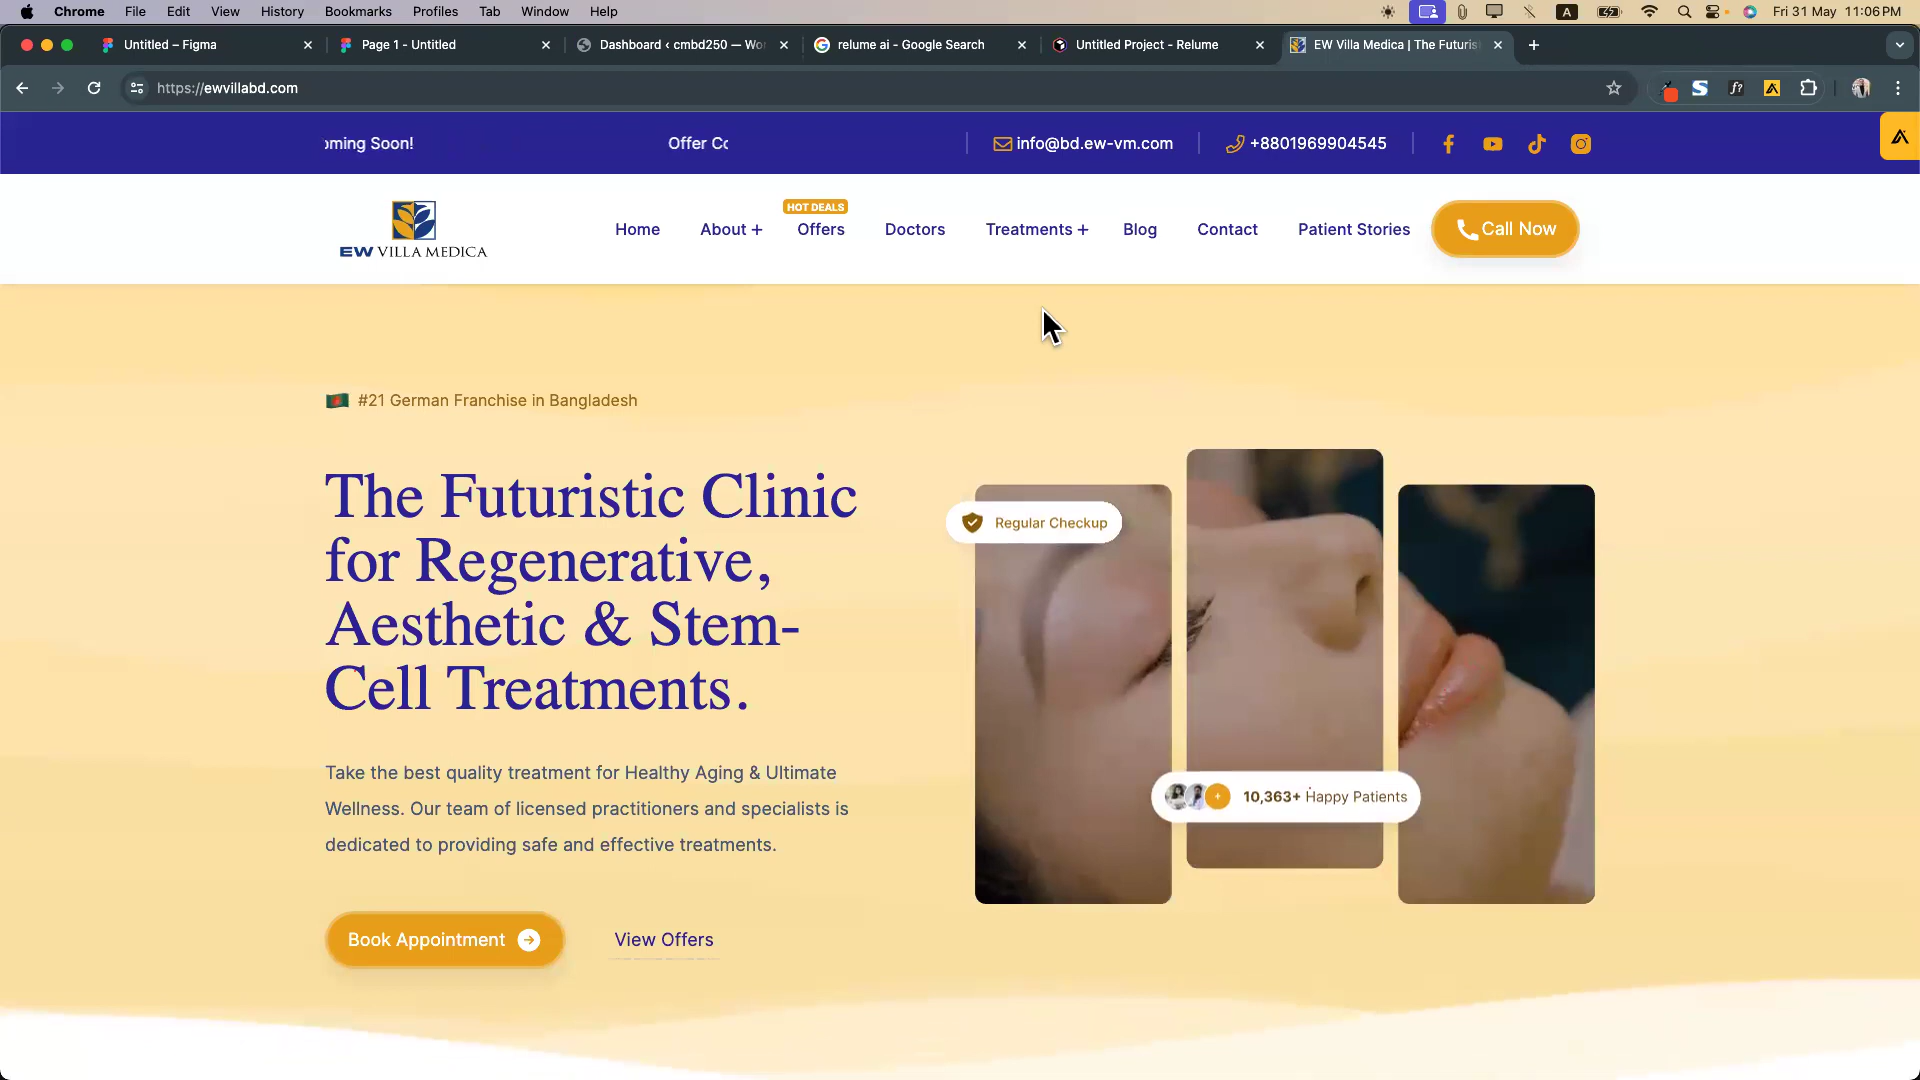 Chrome File Edit View History Bookmarks Profiles Tab Window Help A Fri 31 May 11:06 PM
Untitled – Figma Page 1 - Untitled Dashboard ‹ cmbd250 — Wo relume ai - Google Search Untitled Project - Relume EW Villa Medica | The Futuris
https://ewvillabd.com
oming Soon! Offer Co info@bd.ew-vm.com +8801969904545
HOT DEALS
EW VILLA MEDICA Home About + Offers Doctors Treatments + Blog Contact Patient Stories Call Now
#21 German Franchise in Bangladesh
The Futuristic Clinic
for Regenerative,
Aesthetic & Stem-
Cell Treatments.
Regular Checkup
10,363+ Happy Patients
Take the best quality treatment for Healthy Aging & Ultimate
Wellness. Our team of licensed practitioners and specialists is
dedicated to providing safe and effective treatments.
Book Appointment View Offers